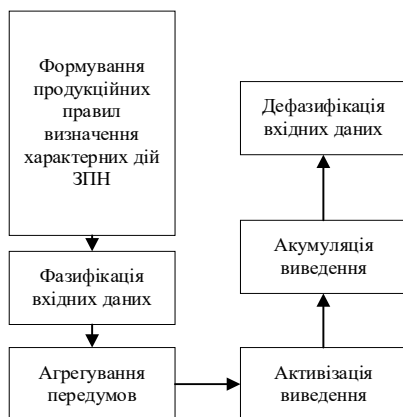 Формування
продукційних
правил
визначення
характерних дій
ЗПН
Фазифікація
вхідних даних
Агрегування
передумов
Активізація
виведення
Акумуляція
виведення
Дефазифікація
вхідних даних